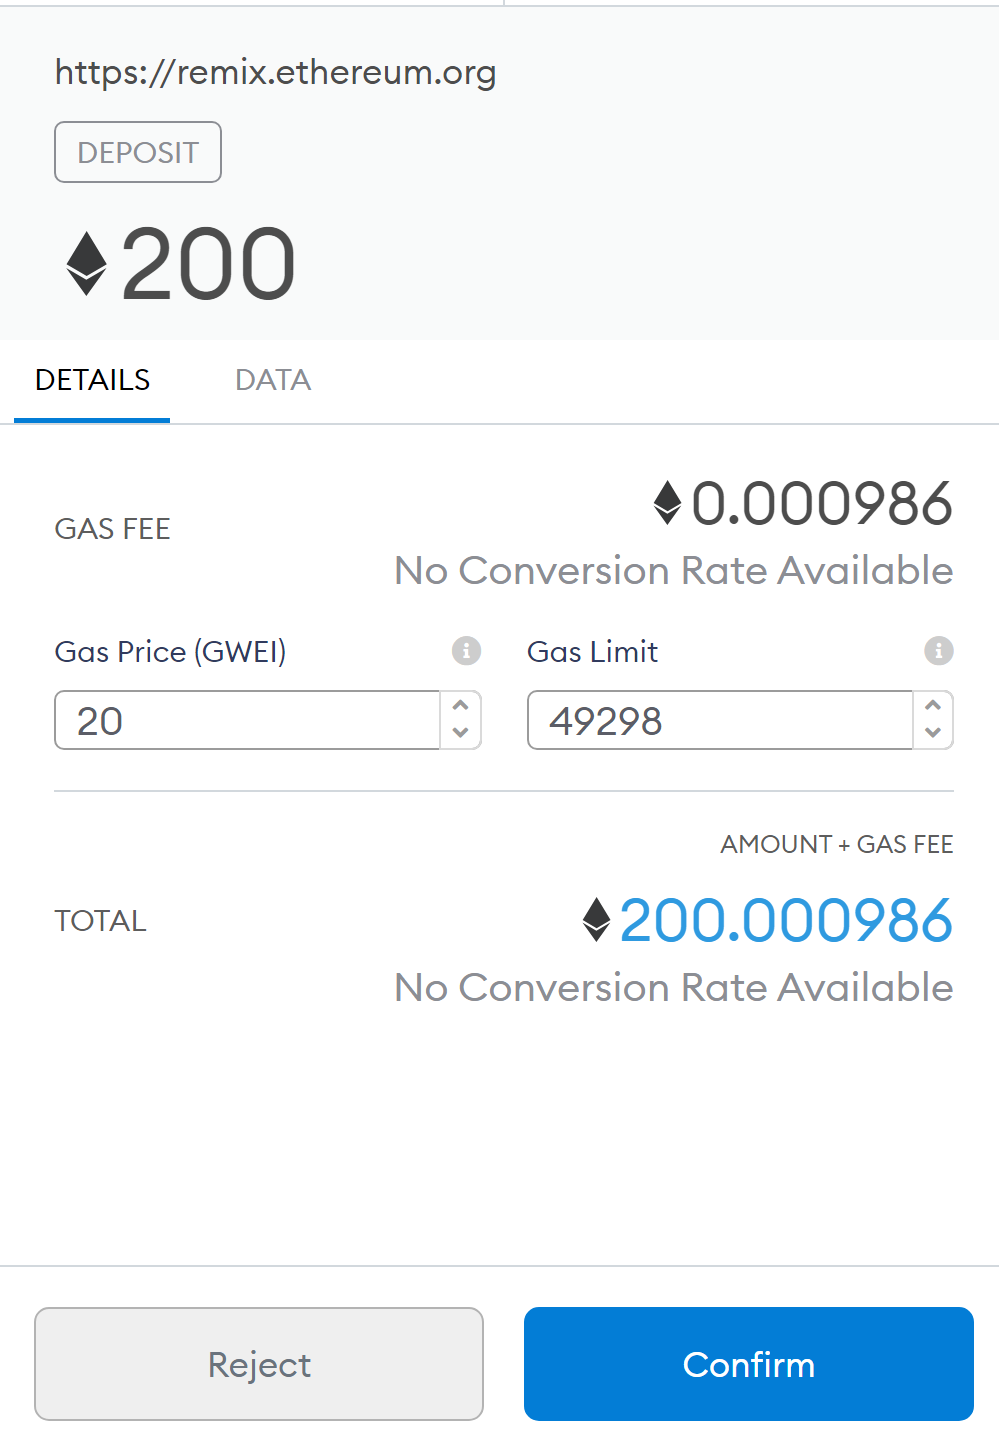 https://remix.ethereum.org
DEPOSIT
200
DETAILS DATA
0.000986
GAS FEE
No Conversion Rate Available
Gas Price (GWEI) Gas Limit
20 49298
AMOUNT + GAS FEE
TOTAL 200.000986
No Conversion Rate Available
Reject Confirm